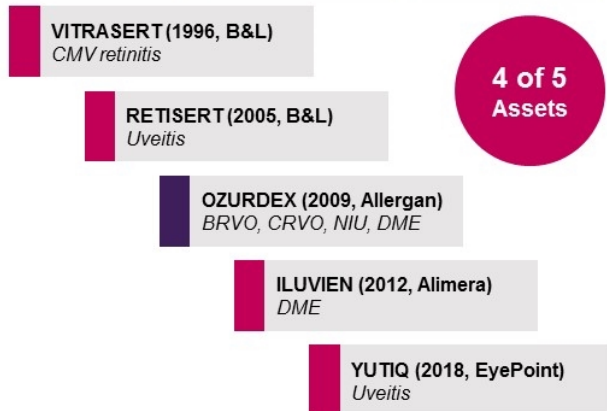 VITRASERT (1996, B&L)
CMV retinitis
4 of 5
Assets
RETISERT (2005, B&L)
Uveitis
OZURDEX (2009, Allergan)
BRVO, CRVO, NIU, DME
ILUVIEN (2012, Alimera)
DME
YUTIQ (2018, EyePoint)
Uveitis